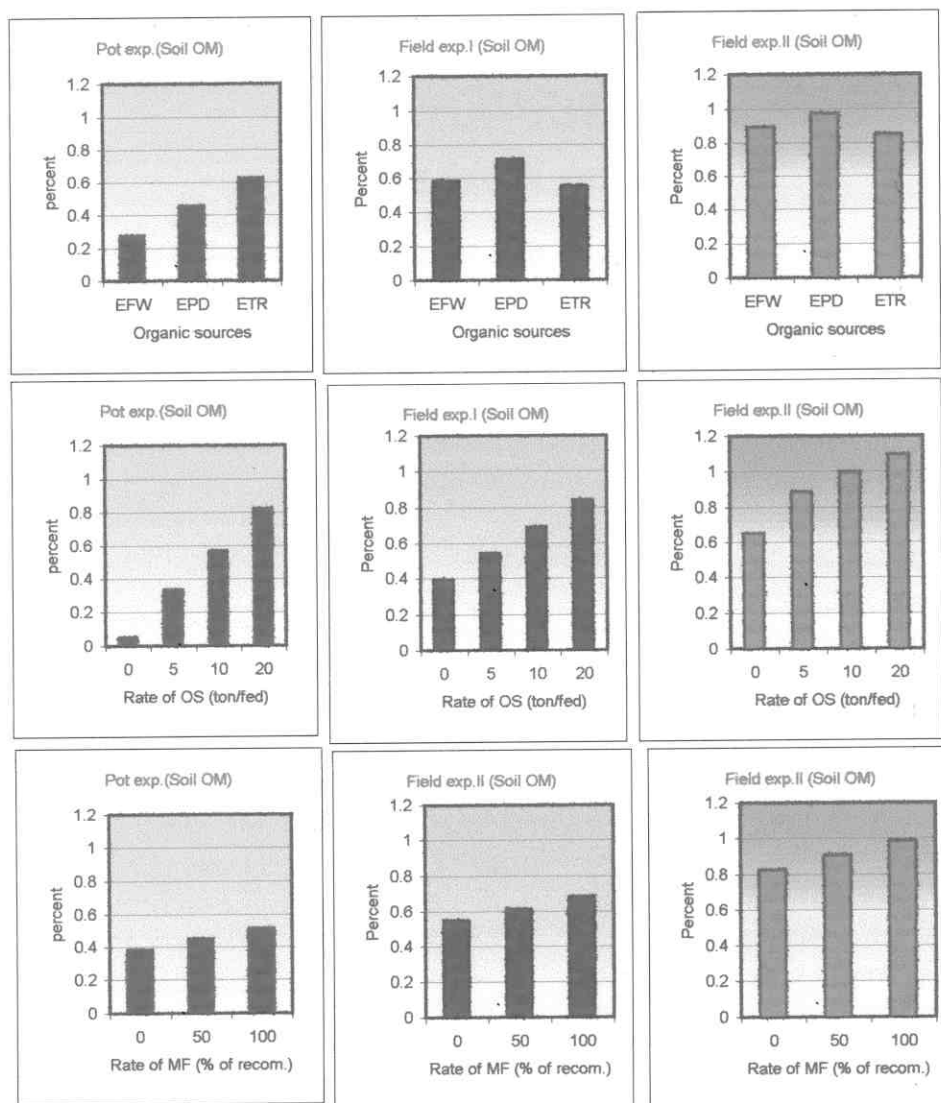 Pot exp.(Soil OM)
percent
1.2
1
0.8
0.6
0.4
0.2
0
EFW EPD ETR
Organic sources
Field exp.I (Soil OM)
Percent
1.2
1
0.8
0.6
0.4
0.2
0
EFW EPD ETR
Organic sources
Field exp.II (Soil OM)
Percent
1.2
1
0.8
0.6
0.4
0.2
0
EFW EPD ETR
Organic sources
Pot exp.(Soil OM)
percent
1.2
1
0.8
0.6
0.4
0.2
0
0 5 10 20
Rate of OS (ton/fed)
Field exp.I (Soil OM)
Percent
1.2
1
0.8
0.6
0.4
0.2
0
0 5 10 20
Rate of OS (ton/fed)
Field exp.II (Soil OM)
Percent
1.2
1
0.8
0.6
0.4
0.2
0
0 5 10 20
Rate of OS (ton/fed)
Pot exp.(Soil OM)
percent
1.2
1
0.8
0.6
0.4
0.2
0
0 50 100
Rate of MF (% of recom.)
Field exp.II (Soil OM)
Percent
1.2
1
0.8
0.6
0.4
0.2
0
0 50 100
Rate of MF (% of recom.)
Field exp.II (Soil OM)
Percent
1.2
1
0.8
0.6
0.4
0.2
0
0 50 100
Rate of MF (% of recom.)